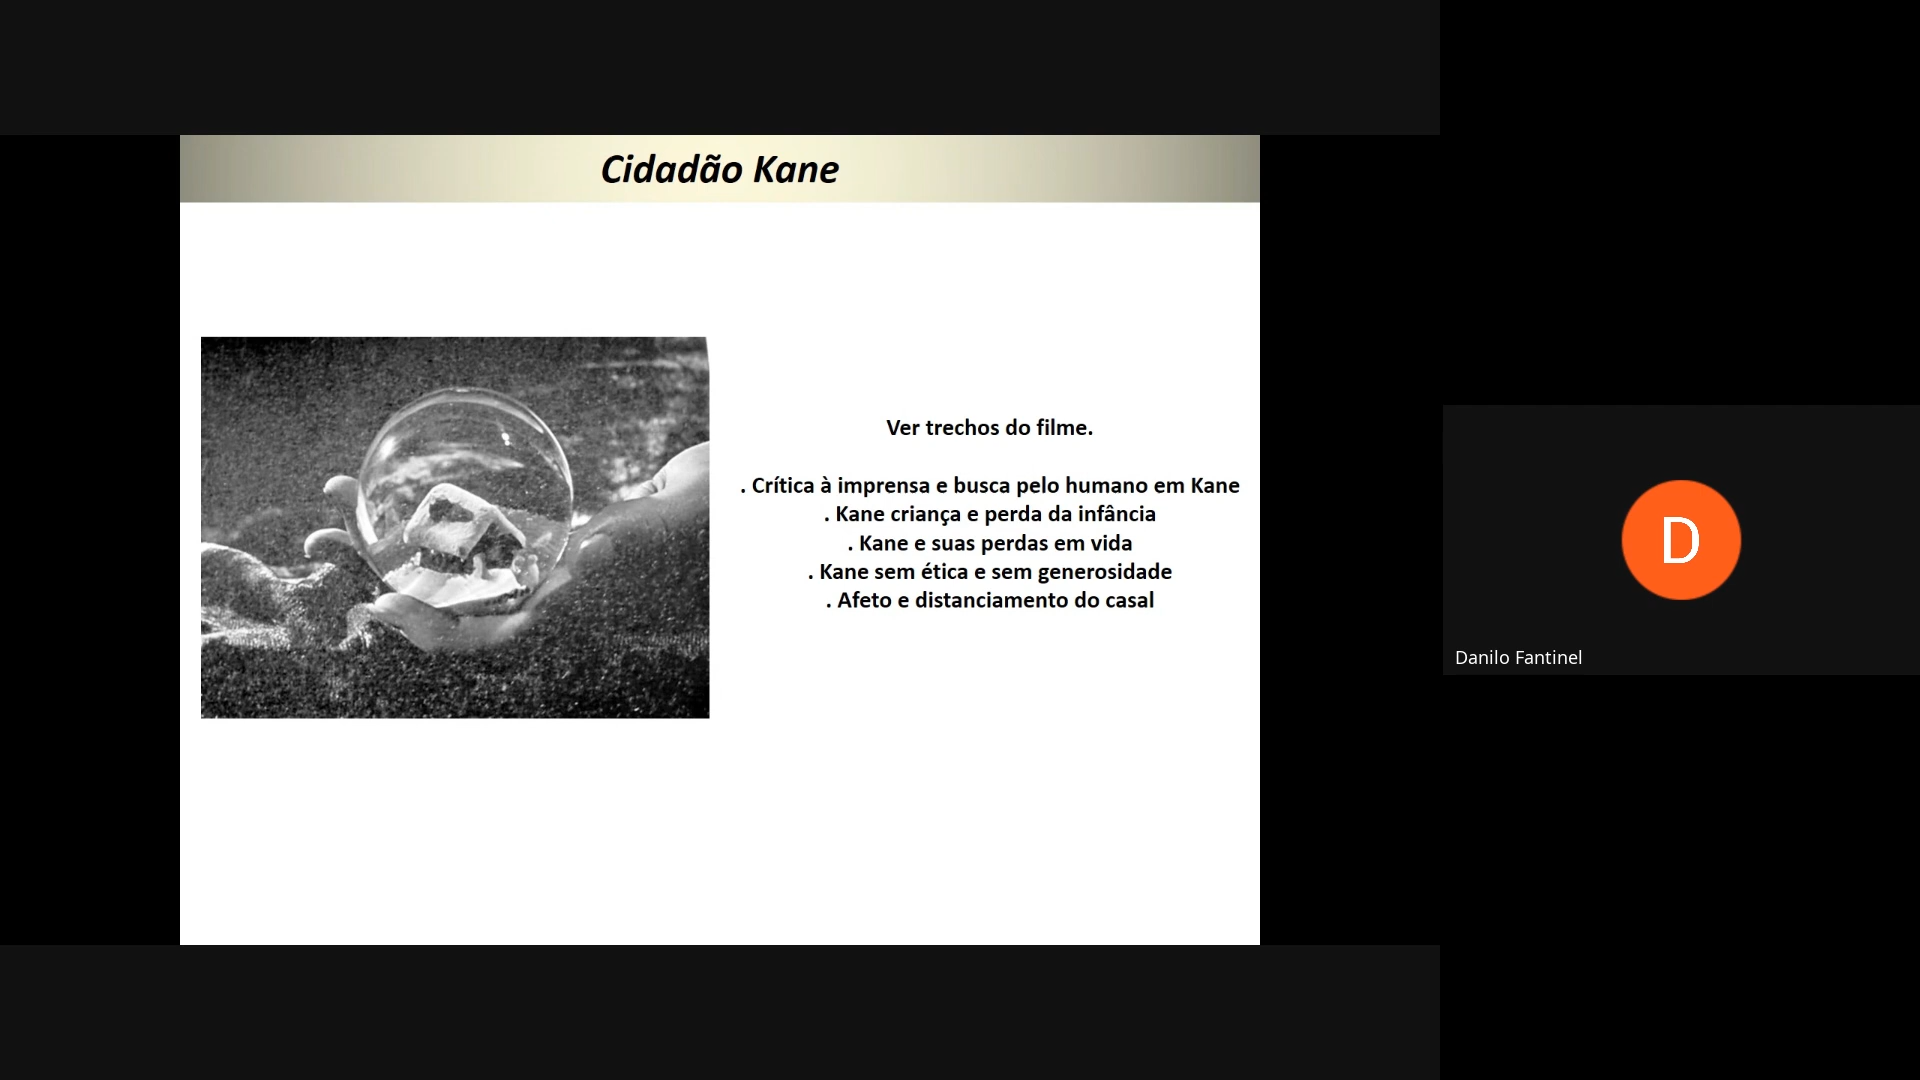 Cidadão Kane
Ver trechos do filme.
. Crítica à imprensa e busca pelo humano em Kane
. Kane criança e perda da infância
. Kane e suas perdas em vida
. Kane sem ética e sem generosidade
. Afeto e distanciamento do casal
D
Danilo Fantinel